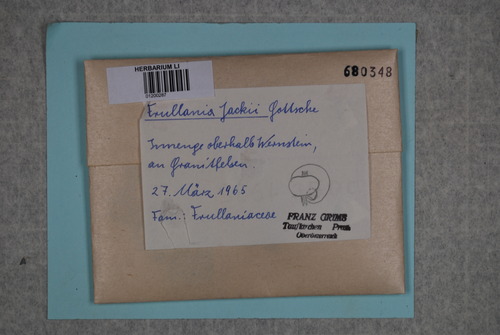 HERBARIUM LI
01200287
680348
Frullania Jackii Gottsche
Innenge oberhalb Wernstein,
an Granitfelsen.
27. März 1965
Fam.: Frullaniaceae
FRANZ GRIMS
Taufkirchen Pram
Oberösterreich